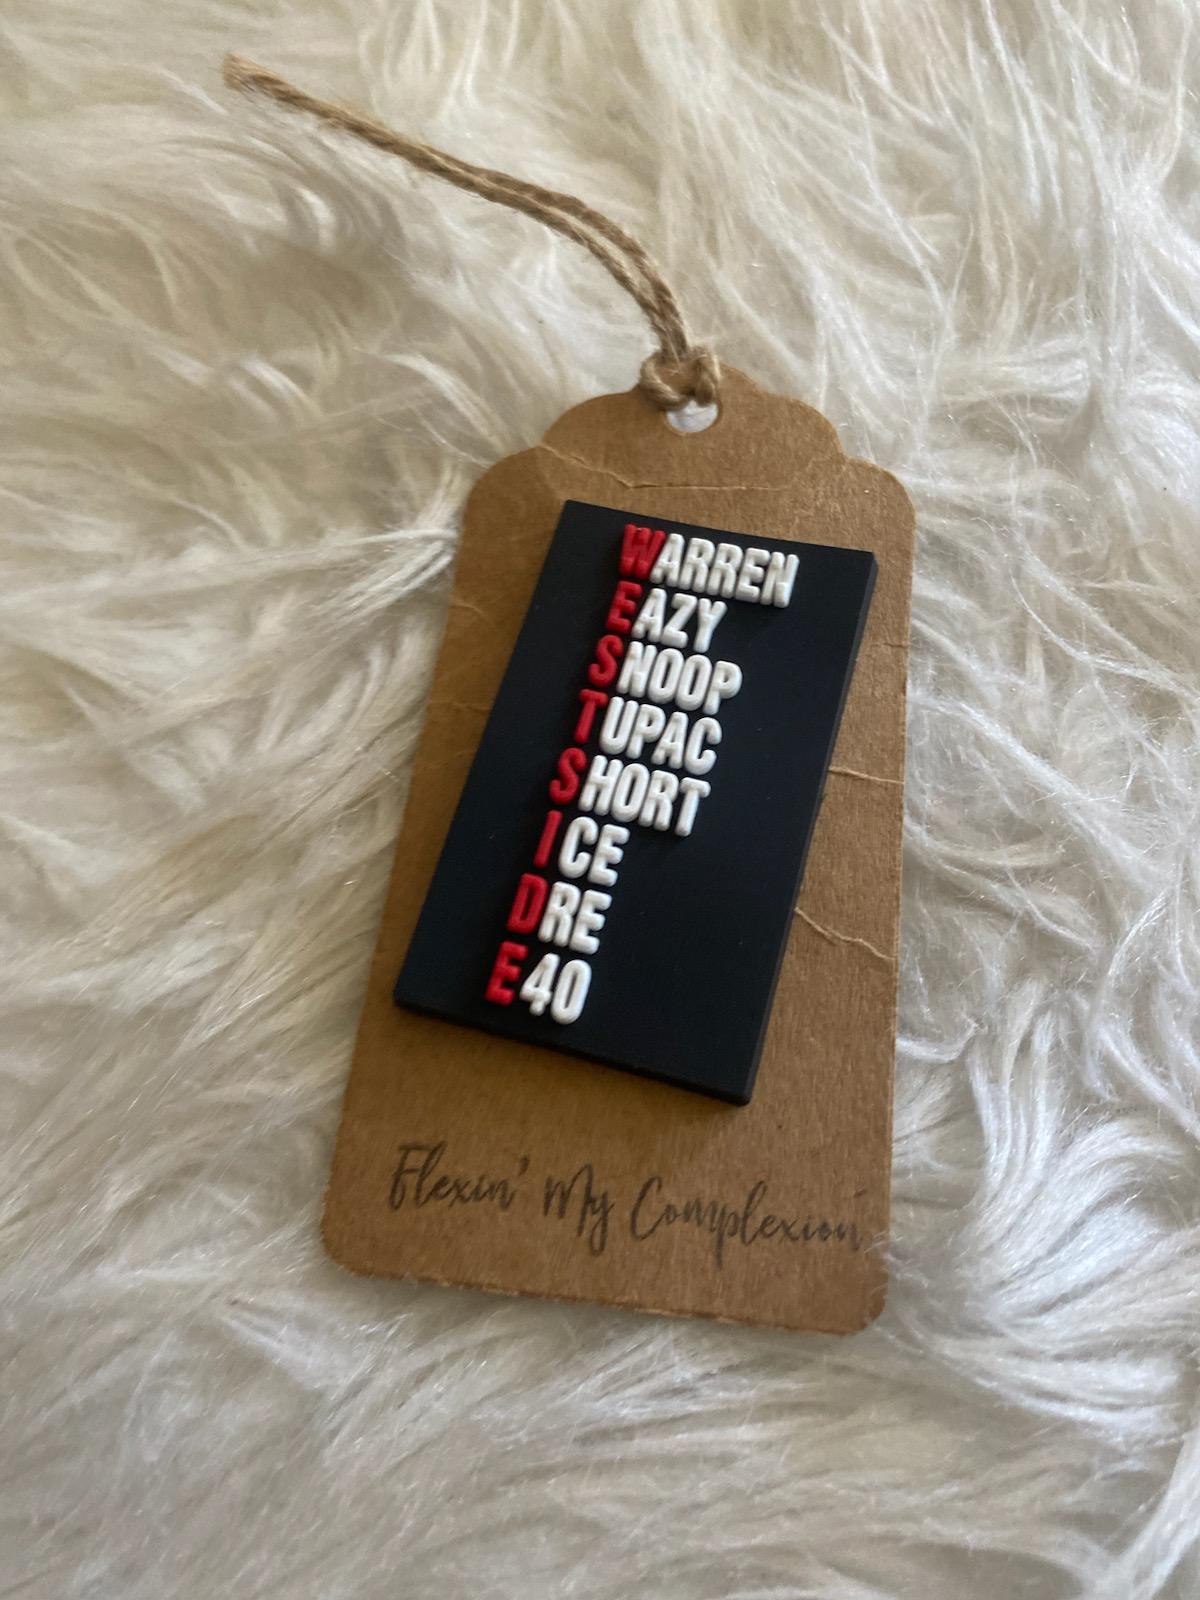 WARREN
EAZY
SNOOP
TUPAC
SHORT
ICE
DRE
E40
Flexin' My Complexion